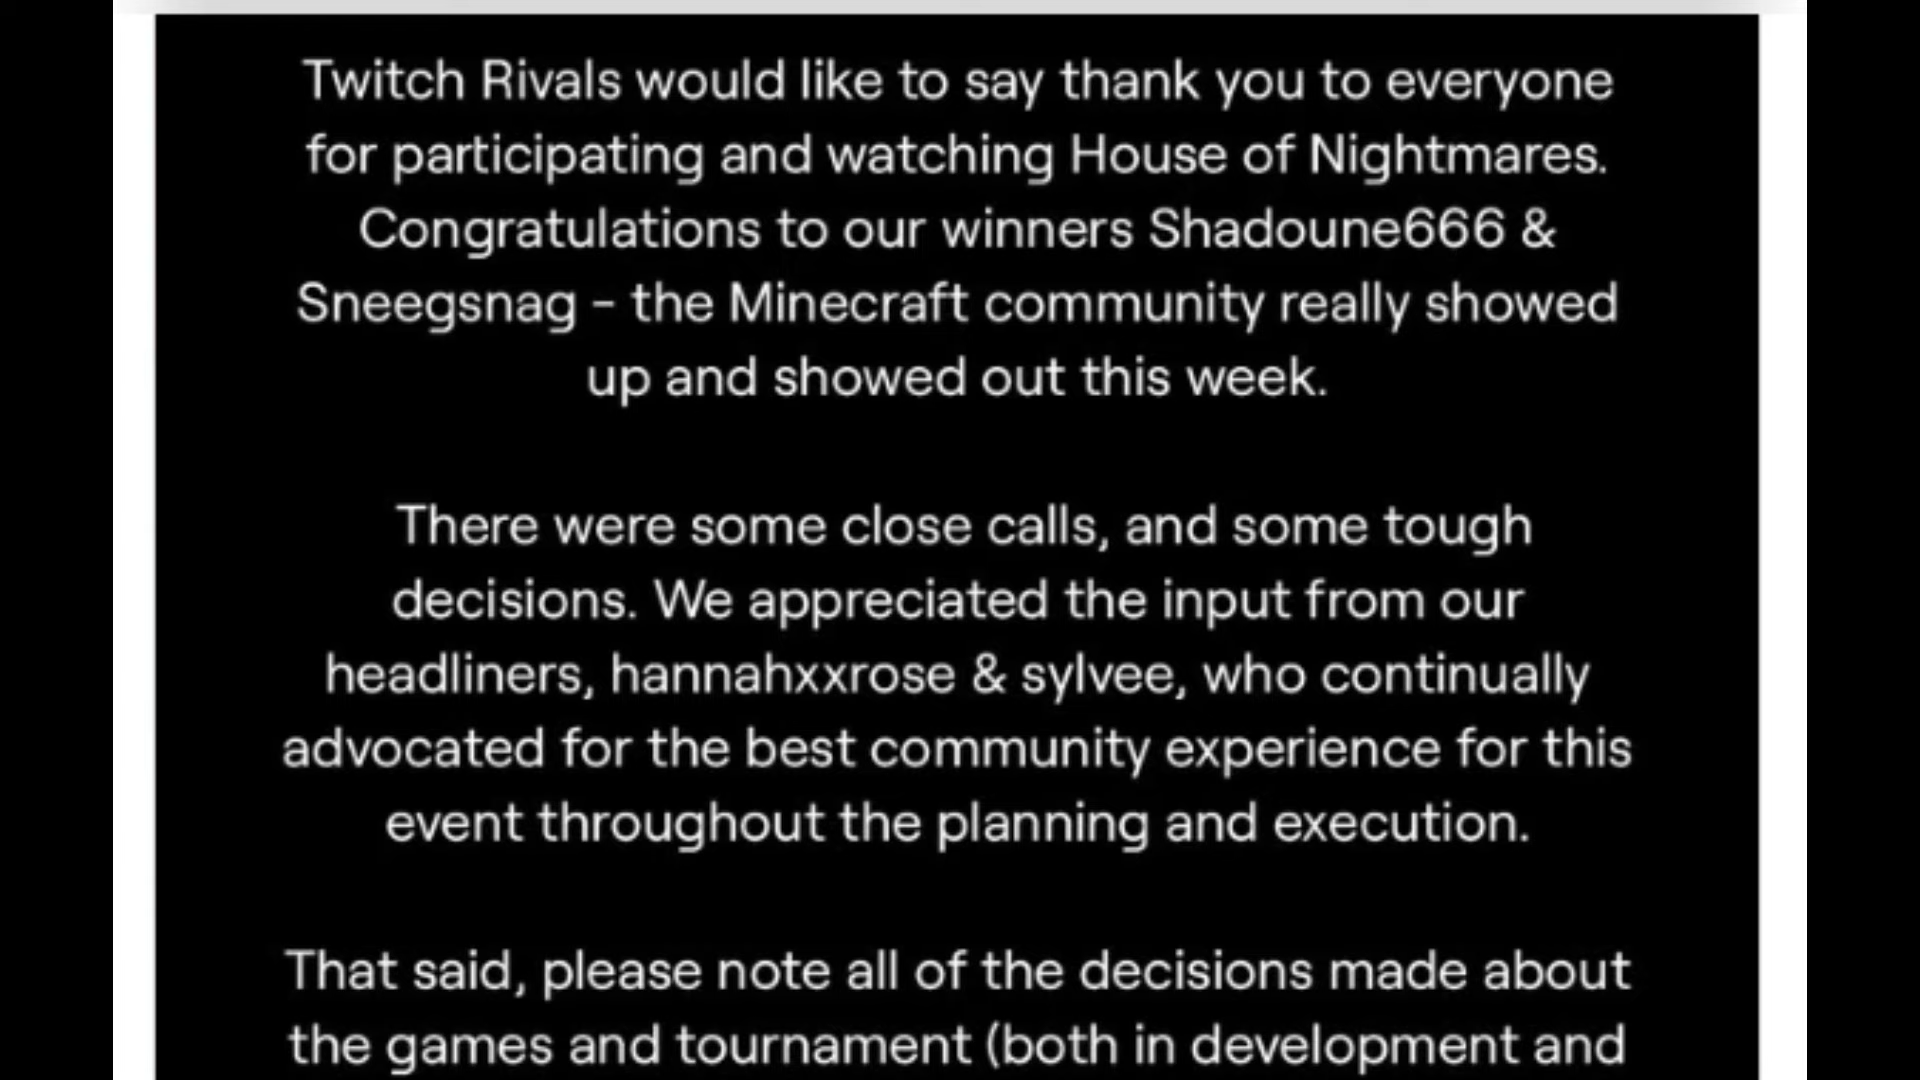 Twitch Rivals would like to say thank you to everyone
for participating and watching House of Nightmares.
Congratulations to our winners Shadoune666 &
Sneegsnag - the Minecraft community really showed
up and showed out this week.
There were some close calls, and some tough
decisions. We appreciated the input from our
headliners, hannahxxrose & sylvee, who continually
advocated for the best community experience for this
event throughout the planning and execution.
That said, please note all of the decisions made about
the games and tournament (both in development and